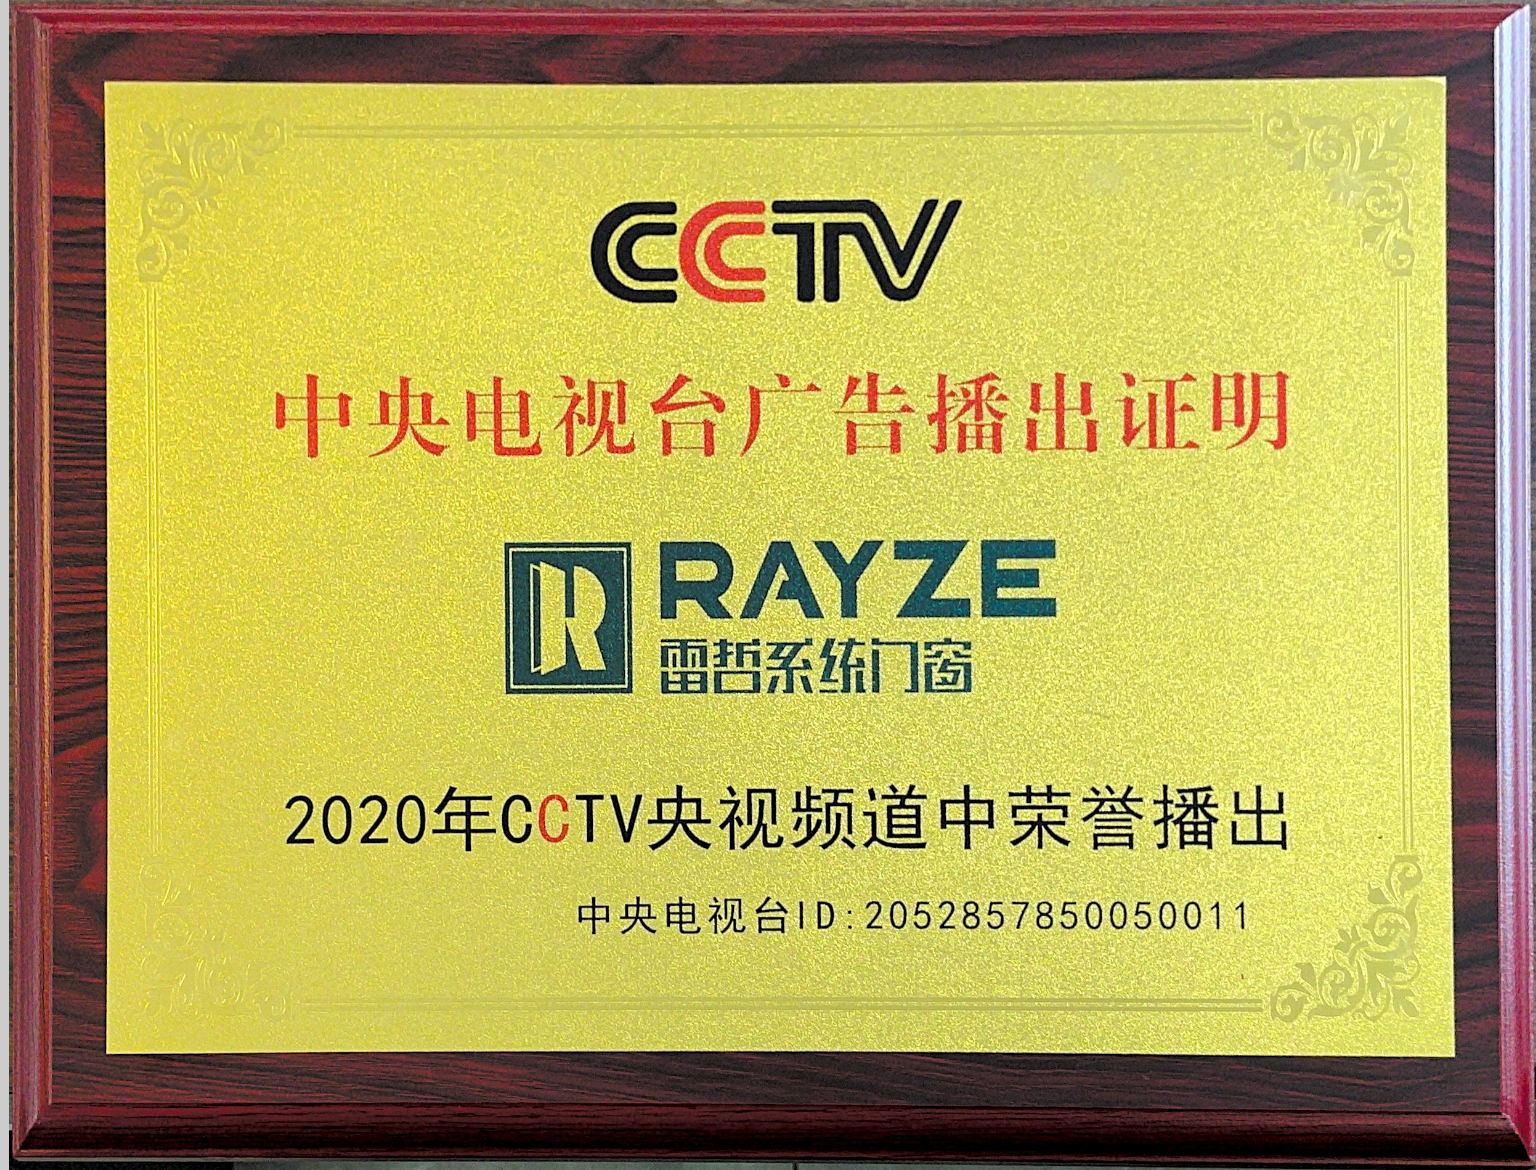 CCTV
中央电视台广告播出证明
RAYZE
雷哲系统门窗
2020年CCTV央视频道中荣誉播出
中央电视台ID:2052857850050011